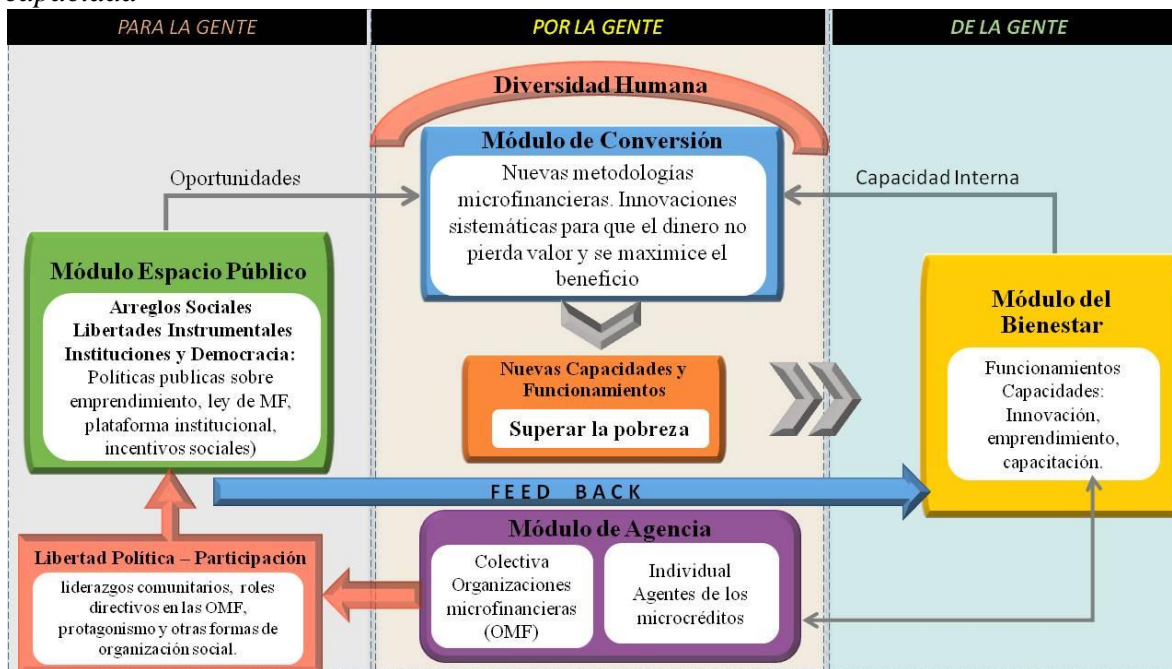 capacidad
PARA LA GENTE
POR LA GENTE
DE LA GENTE
Diversidad Humana
Módulo de Conversión
Nuevas metodologías
microfinancieras. Innovaciones
sistemáticas para que el dinero no
pierda valor y se maximice el
beneficio
Oportunidades
Capacidad Interna
Módulo Espacio Público
Arreglos Sociales
Libertades Instrumentales
Instituciones y Democracia:
Políticas publicas sobre
emprendimiento, ley de MF,
plataforma institucional,
incentivos sociales)
Nuevas Capacidades y
Funcionamientos
Superar la pobreza
Módulo del
Bienestar
Funcionamientos
Capacidades:
Innovación,
emprendimiento,
capacitación.
FEED BACK
Módulo de Agencia
Colectiva
Organizaciones
microfinancieras
(OMF)
Individual
Agentes de los
microcréditos
Libertad Política – Participación
liderazgos comunitarios, roles
directivos en las OMF,
protagonismo y otras formas de
organización social.